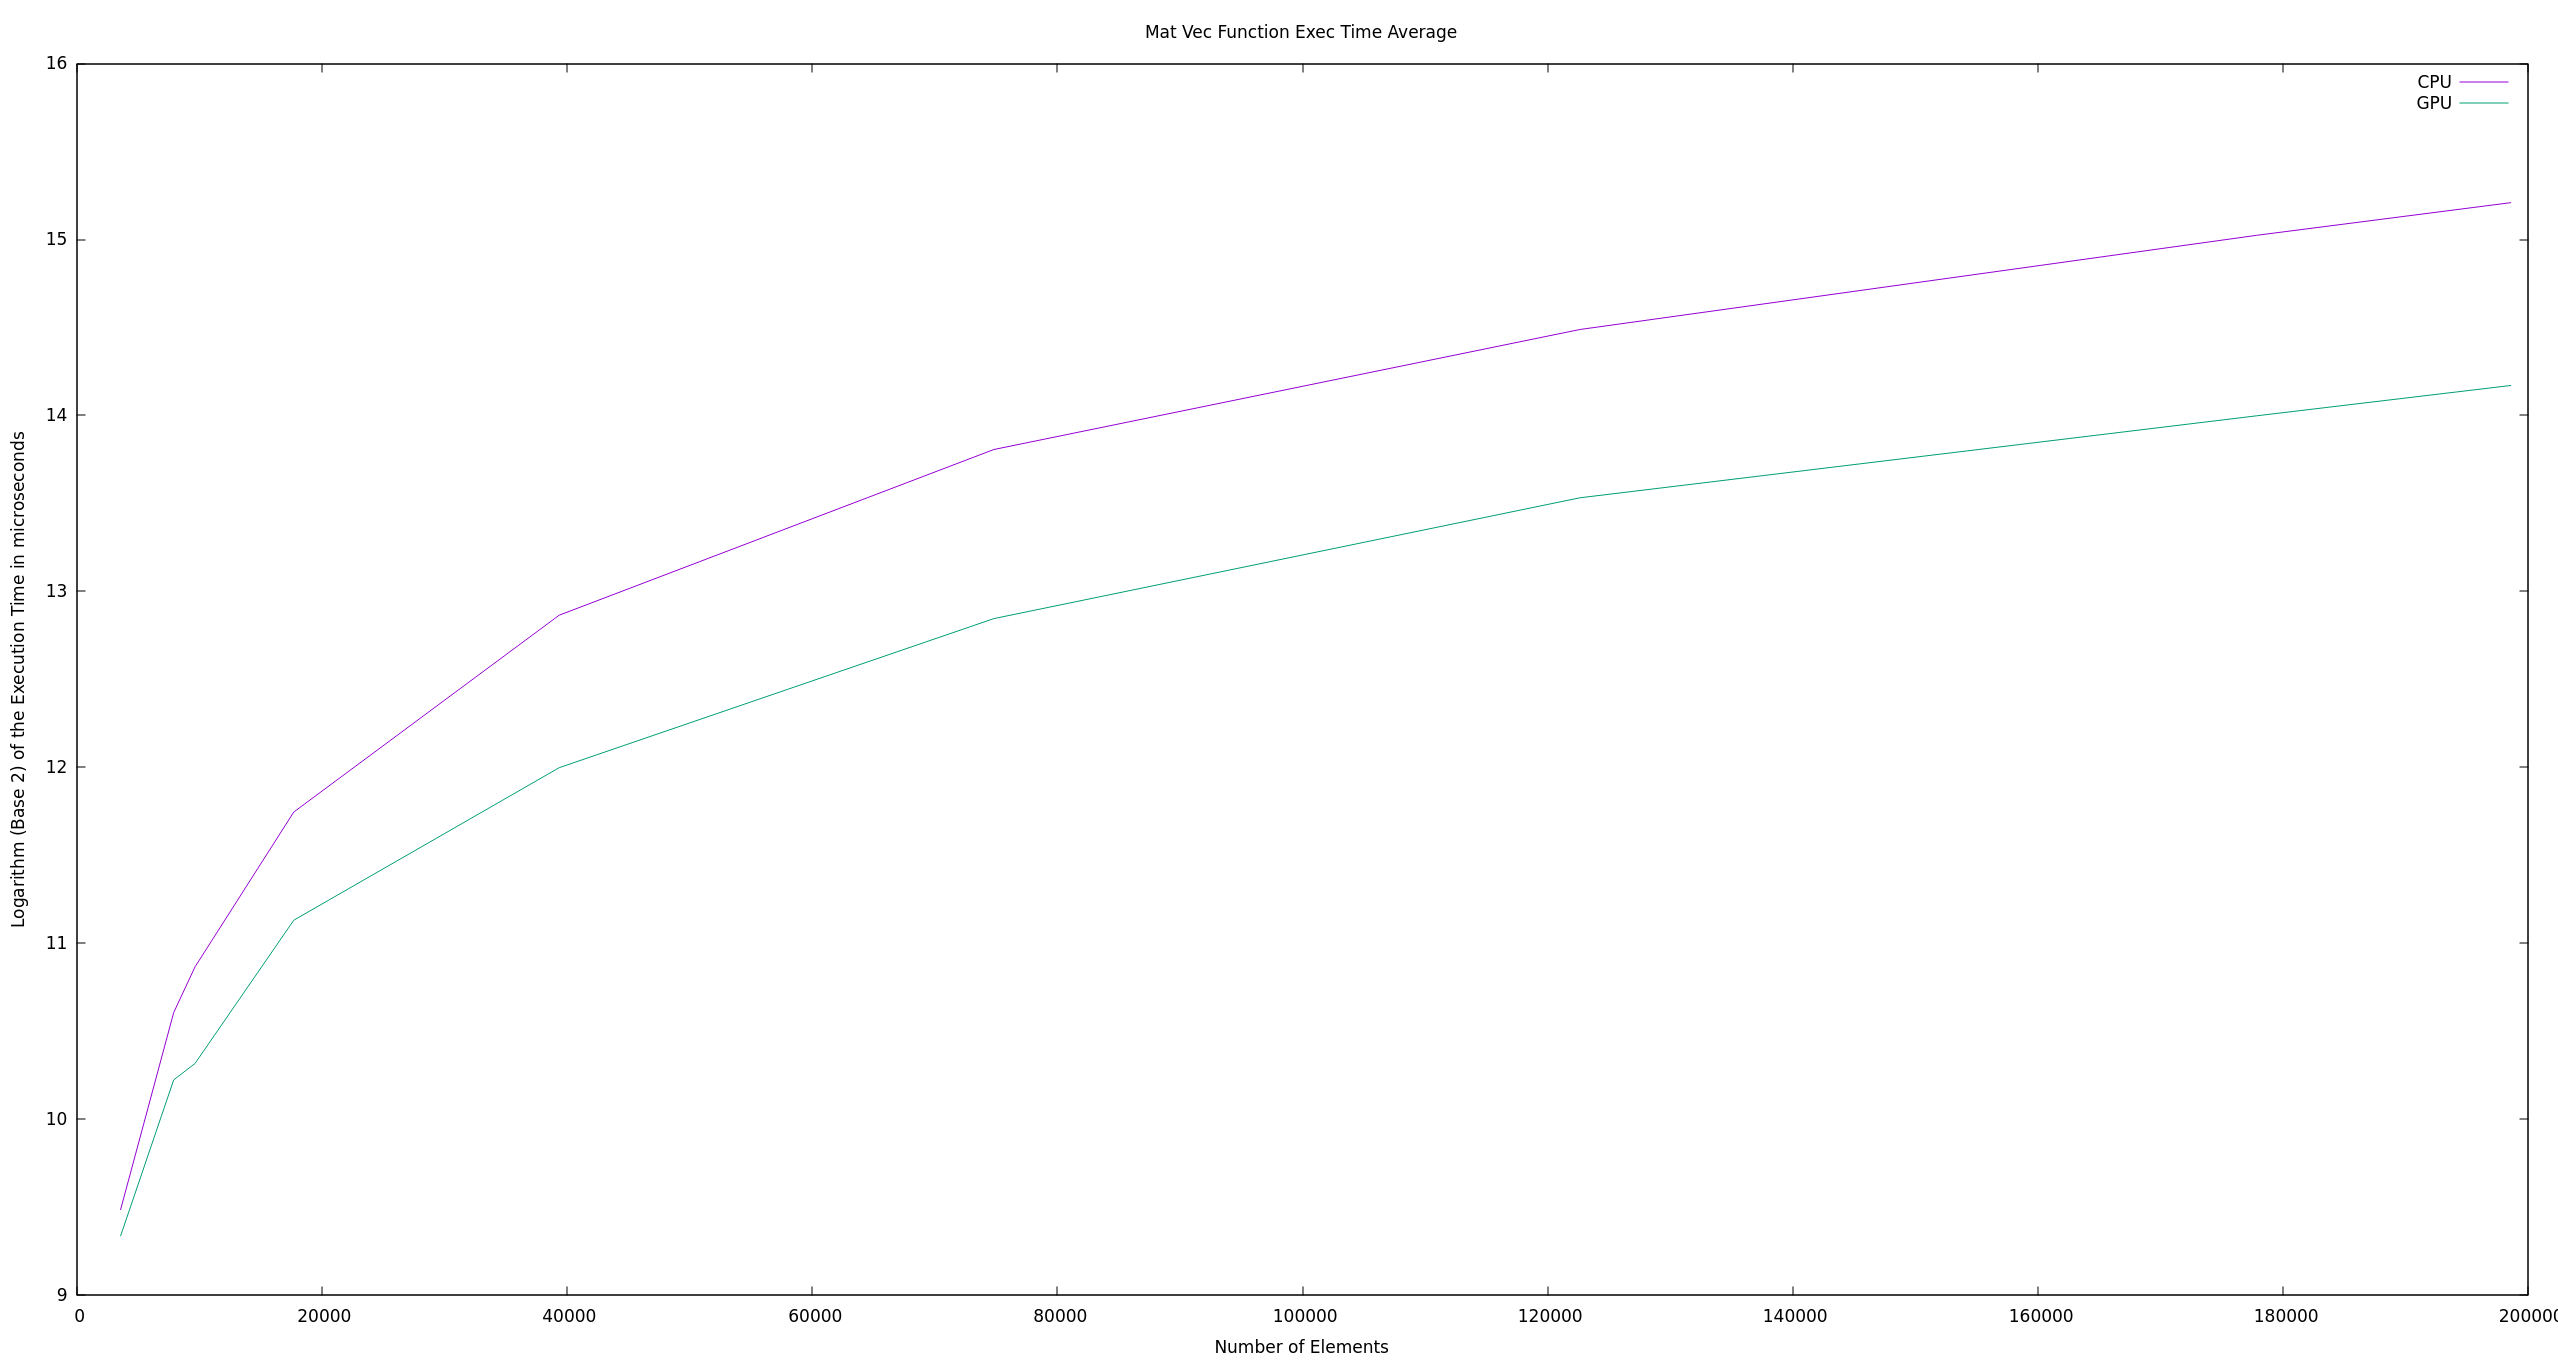 Mat Vec Function Exec Time Average
CPU
GPU
16
15
14
13
12
11
10
9
Logarithm (Base 2) of the Execution Time in microseconds
0 20000 40000 60000 80000 100000 120000 140000 160000 180000 200000
Number of Elements